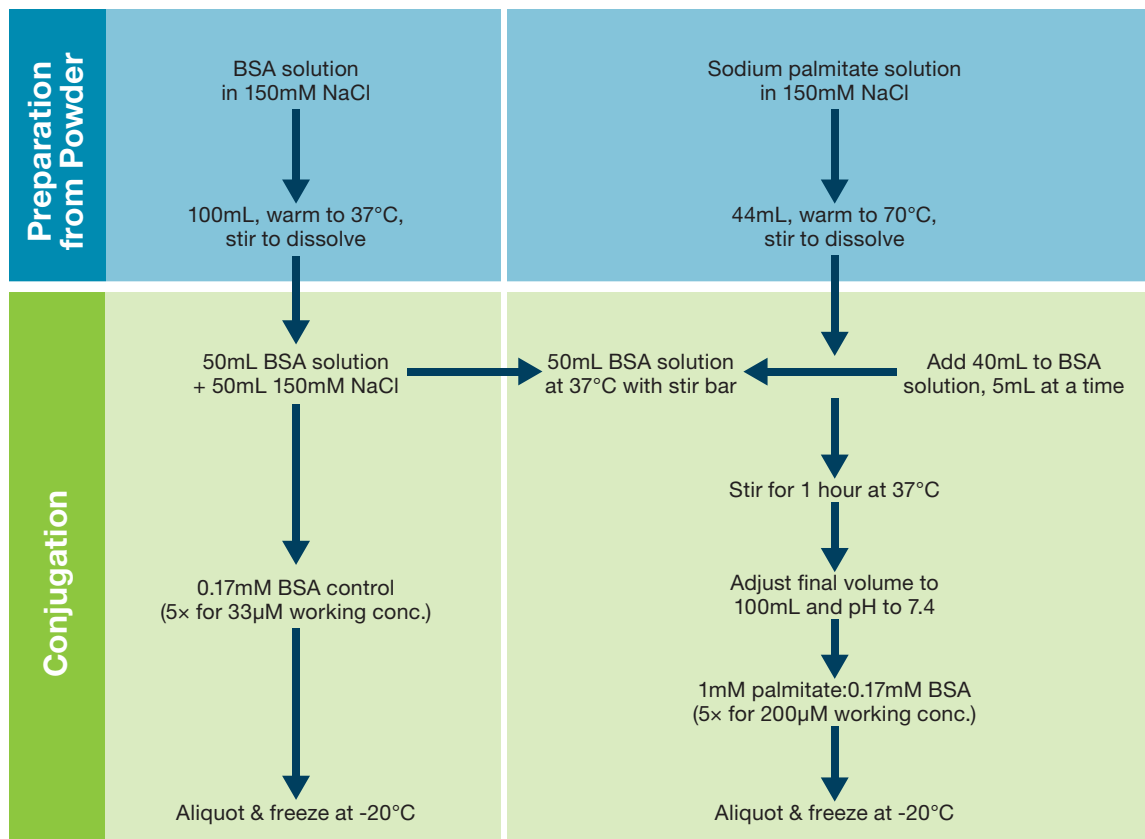 Preparation
from Powder
BSA solution
in 150mM NaCl
Sodium palmitate solution
in 150mM NaCl
100mL, warm to 37°C,
stir to dissolve
44mL, warm to 70°C,
stir to dissolve
Conjugation
50mL BSA solution
+ 50mL 150mM NaCl
50mL BSA solution
at 37°C with stir bar
Add 40mL to BSA
solution, 5mL at a time
Stir for 1 hour at 37°C
0.17mM BSA control
(5× for 33µM working conc.)
Adjust final volume to
100mL and pH to 7.4
1mM palmitate:0.17mM BSA
(5× for 200µM working conc.)
Aliquot & freeze at -20°C
Aliquot & freeze at -20°C